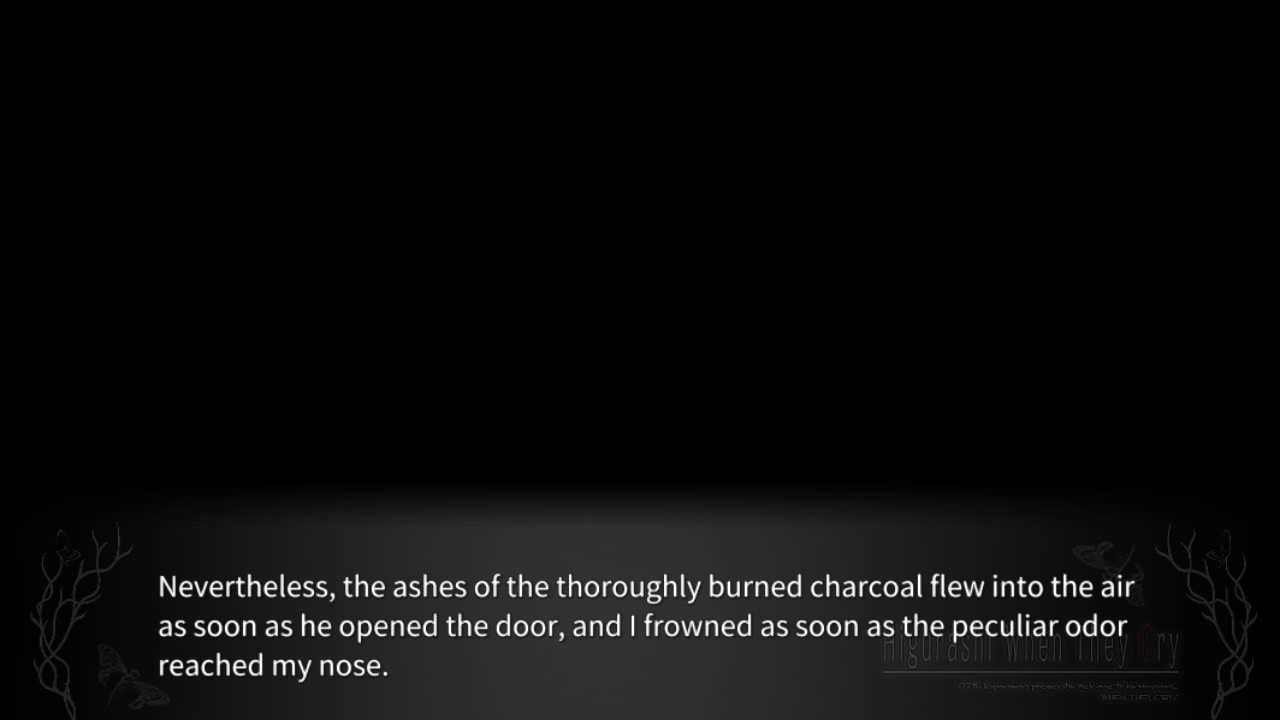 Nevertheless, the ashes of the thoroughly burned charcoal flew into the air
as soon as he opened the door, and I frowned as soon as the peculiar odor
reached my nose.
Higurashi When They Cry